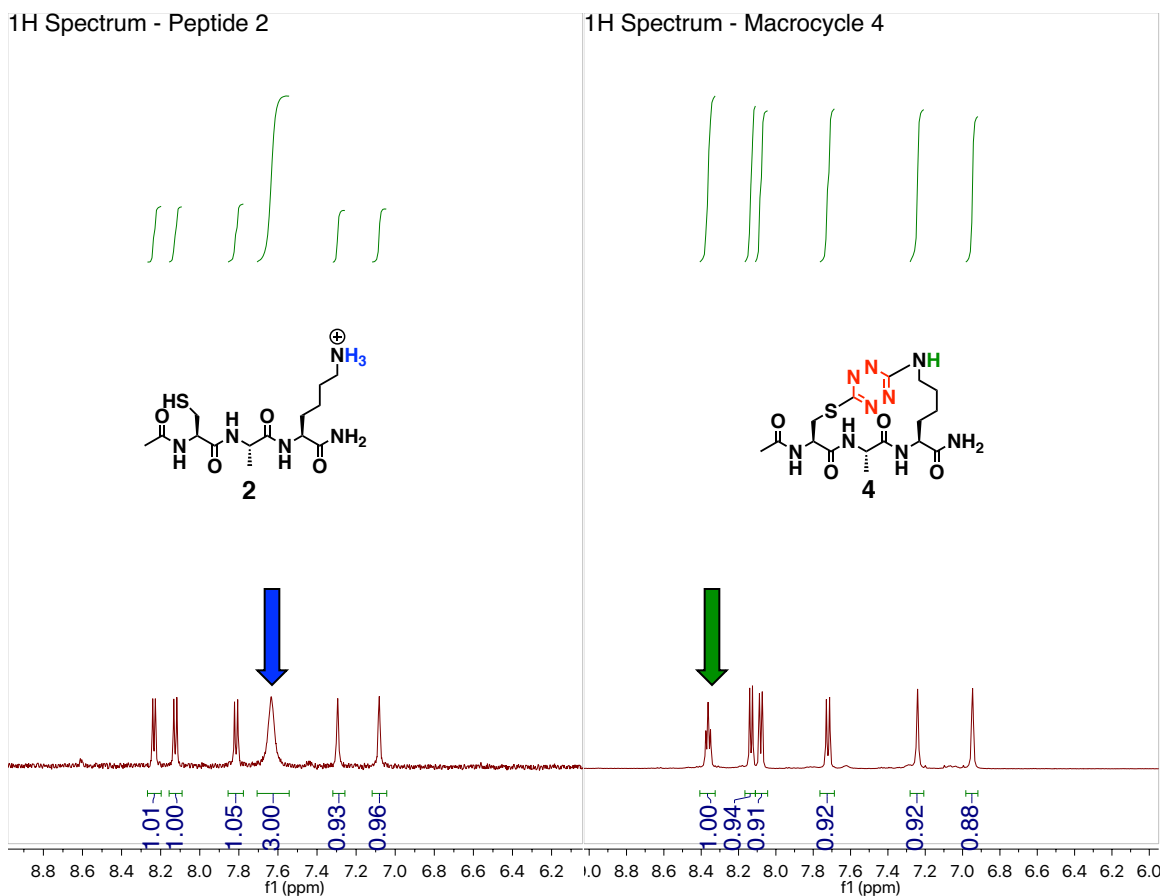 1H Spectrum - Peptide 2
HS
O
N
H
O
H
N
O
N
H
O
NH2
NH3
+
2
1.01
1.00
1.05
3.00
0.93
0.96
8.8 8.6 8.4 8.2 8.0 7.8 7.6 7.4 7.2 7.0 6.8 6.6 6.4 6.2
f1 (ppm)
1H Spectrum - Macrocycle 4
N
N
N
N
NH
S
O
N
H
O
H
N
O
N
H
O
NH2
4
1.00
0.94
0.91
0.92
0.92
0.88
9.0 8.8 8.6 8.4 8.2 8.0 7.8 7.6 7.4 7.2 7.0 6.8 6.6 6.4 6.2 6.0
f1 (ppm)